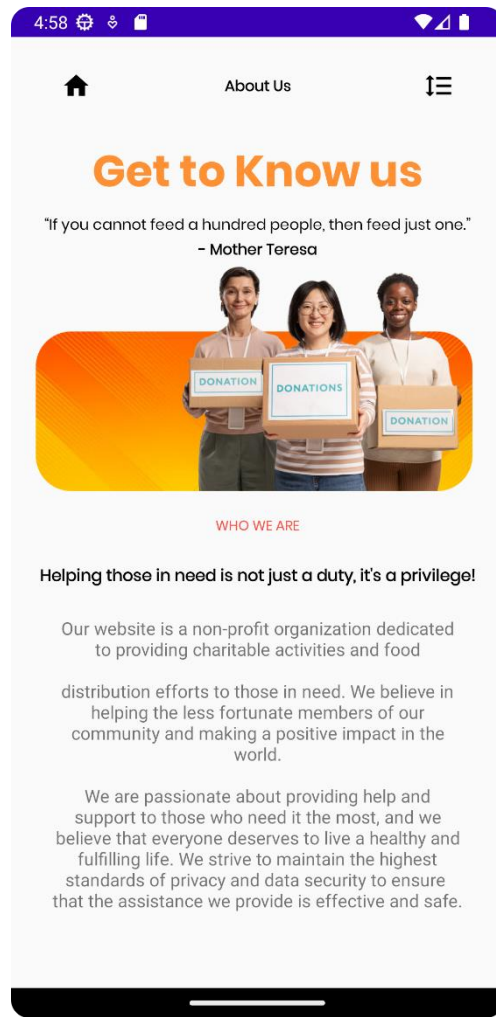 4:58
About Us
Get to Know us
“If you cannot feed a hundred people, then feed just one.”
- Mother Teresa
DONATION
DONATIONS
DONATION
WHO WE ARE
Helping those in need is not just a duty, it's a privilege!
Our website is a non-profit organization dedicated
to providing charitable activities and food
distribution efforts to those in need. We believe in
helping the less fortunate members of our
community and making a positive impact in the
world.
We are passionate about providing help and
support to those who need it the most, and we
believe that everyone deserves to live a healthy and
fulfilling life. We strive to maintain the highest
standards of privacy and data security to ensure
that the assistance we provide is effective and safe.